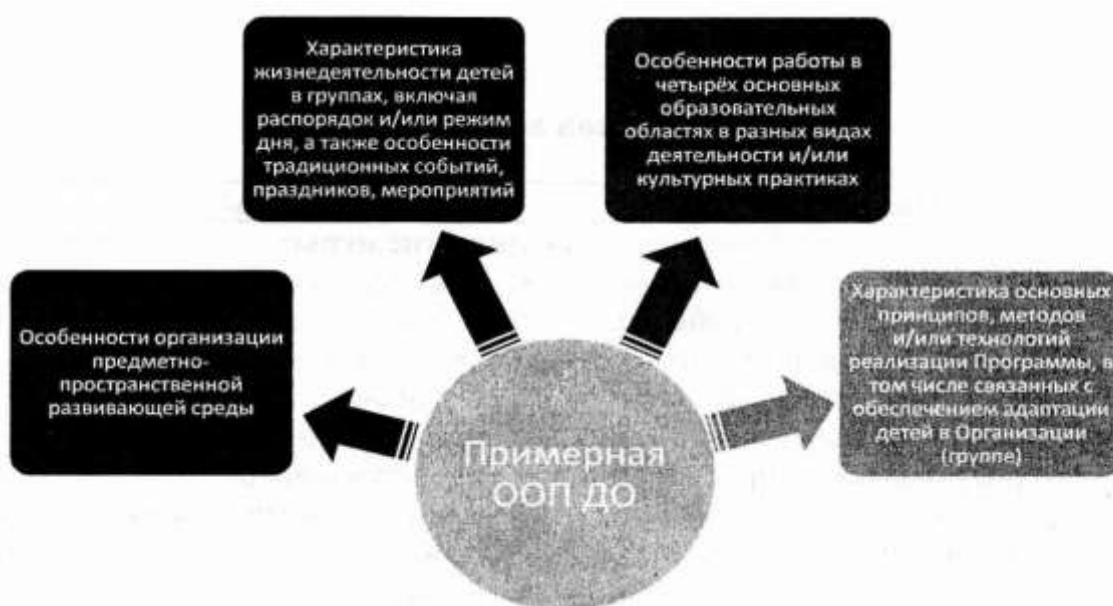 Характеристика
жизнедеятельности детей
в группах, включая
распорядок и/или режим
дня, а также особенности
традиционных событий,
праздников, мероприятий
Особенности работы в
четырёх основных
образовательных
областях в разных видах
деятельности и/или
культурных практиках
Особенности организации
предметно-
пространственной
развивающей среды
Характеристика основных
принципов, методов
и/или технологий
реализации Программы, в
том числе связанных с
обеспечением адаптации
детей в Организации
(группе)
Примерная
ООП ДО